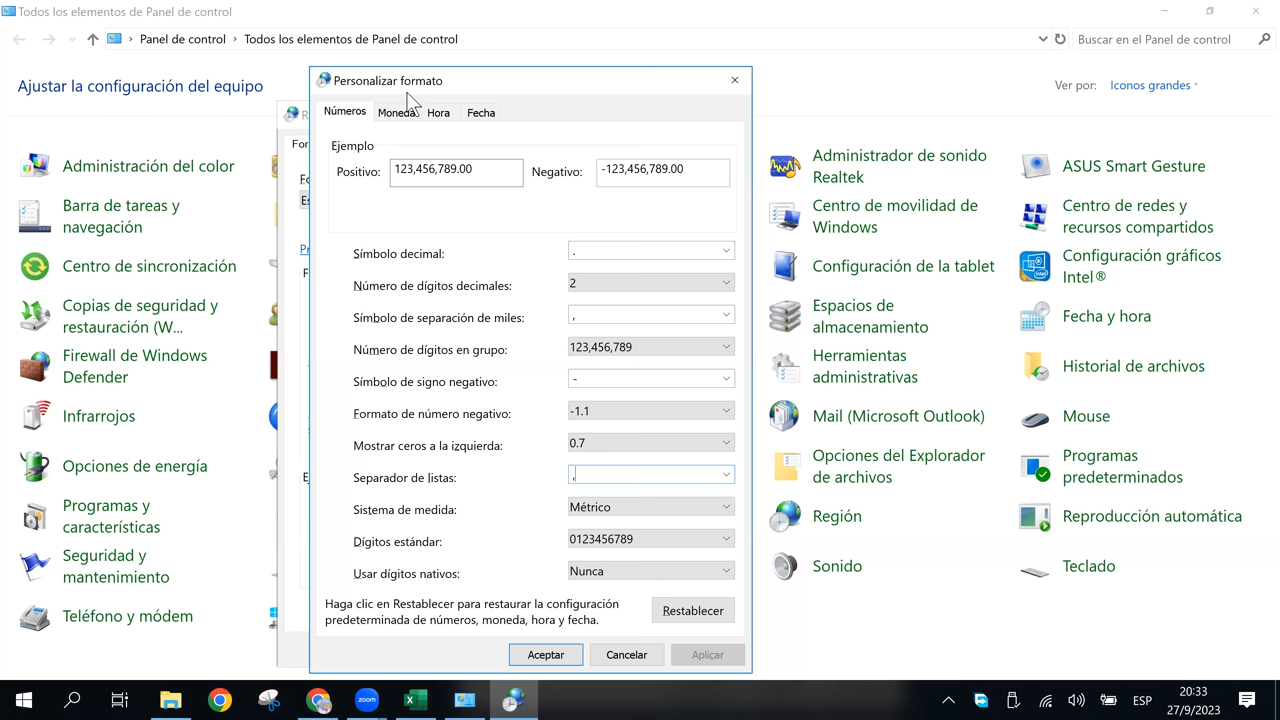 Todos los elementos de Panel de control
Panel de control
Todos los elementos de Panel de control
Buscar en el Panel de control
Ajustar la configuración del equipo
Ver por:
Iconos grandes
Administración del color
Barra de tareas y
navegación
Centro de sincronización
Copias de seguridad y
restauración (W...
Firewall de Windows
Defender
Infrarrojos
Opciones de energía
Programas y
características
Seguridad y
mantenimiento
Teléfono y módem
Personalizar formato
Números
Moneda
Hora
Fecha
Ejemplo
Positivo:
123,456,789.00
Negativo:
-123,456,789.00
Símbolo decimal:
.
Número de dígitos decimales:
2
Símbolo de separación de miles:
,
Número de dígitos en grupo:
123,456,789
Símbolo de signo negativo:
-
Formato de número negativo:
-1.1
Mostrar ceros a la izquierda:
0.7
Separador de listas:
,
Sistema de medida:
Métrico
Dígitos estándar:
0123456789
Usar dígitos nativos:
Nunca
Haga clic en Restablecer para restaurar la configuración
predeterminada de números, moneda, hora y fecha.
Restablecer
Aceptar
Cancelar
Aplicar
Administrador de sonido
Realtek
Centro de movilidad de
Windows
Configuración de la tablet
Espacios de
almacenamiento
Herramientas
administrativas
Mail (Microsoft Outlook)
Opciones del Explorador
de archivos
Región
Sonido
ASUS Smart Gesture
Centro de redes y
recursos compartidos
Configuración gráficos
Intel®
Fecha y hora
Historial de archivos
Mouse
Programas
predeterminados
Reproducción automática
Teclado
zoom
ESP
20:33
27/9/2023